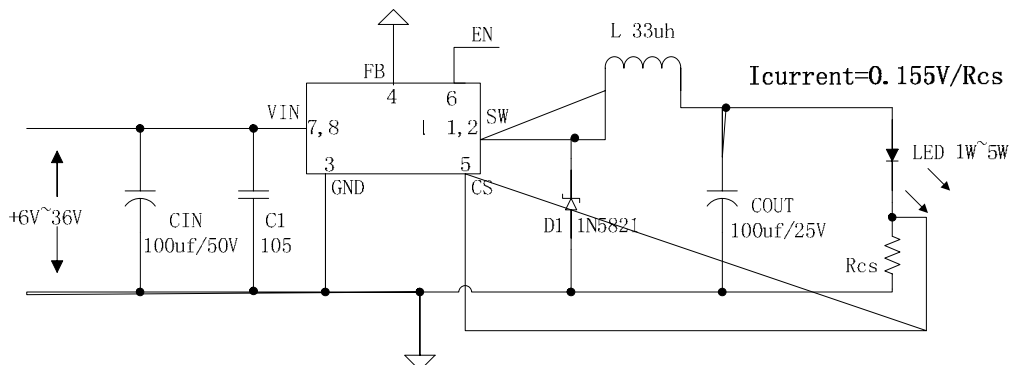 L 33uh
EN
Icurrent=0.155V/Rcs
FB
4
6
VIN
SW
7,8
1,2
3
5
GND
CS
LED 1W~5W
+6V~36V
CIN
100uf/50V
C1
105
D1
1N5821
COUT
100uf/25V
Rcs